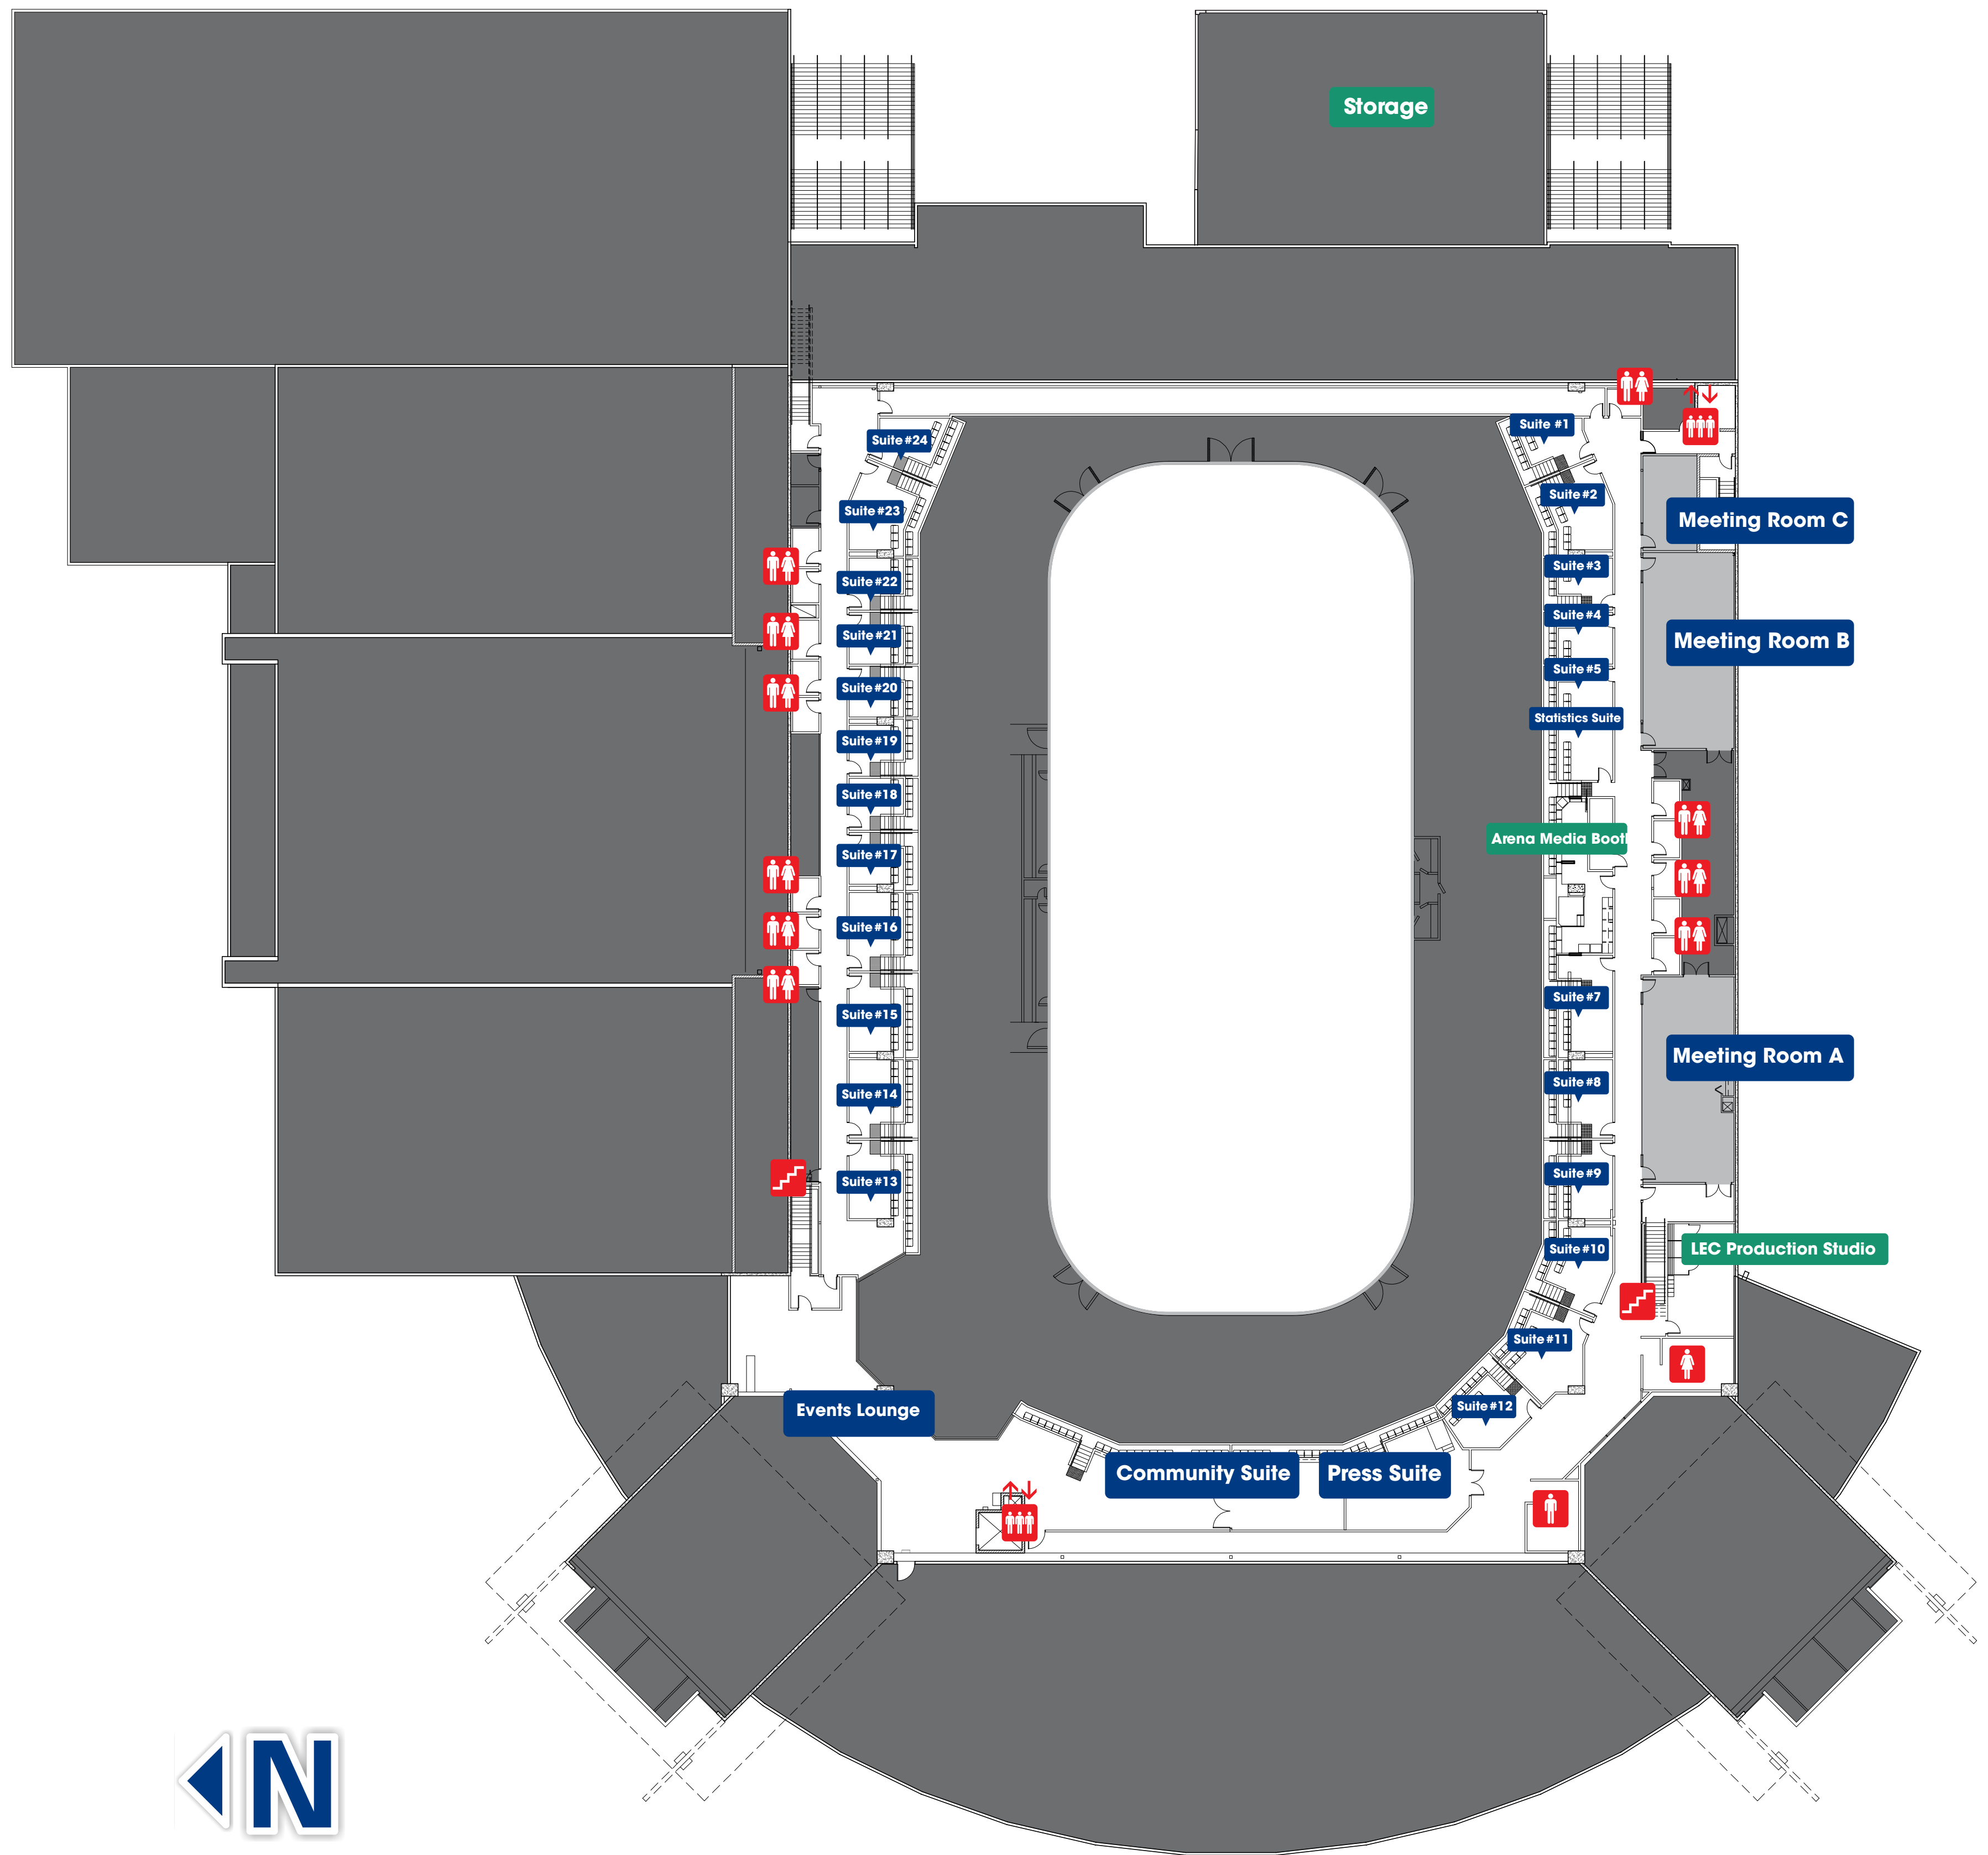 Storage
Suite #1
Suite #24
Suite #2
Suite #23
Meeting Room C
Suite #3
Suite #22
Suite #4
Suite #21
Meeting Room B
Suite #5
Suite #20
Statistics Suite
Suite #19
Suite #18
Arena Media Boot
Suite #17
Suite #16
Suite #7
Suite #15
Meeting Room A
Suite #8
Suite #14
Suite #9
Suite #13
Suite #10
LEC Production Studio
Suite #11
Suite #12
Events Lounge
Community Suite
Press Suite
N